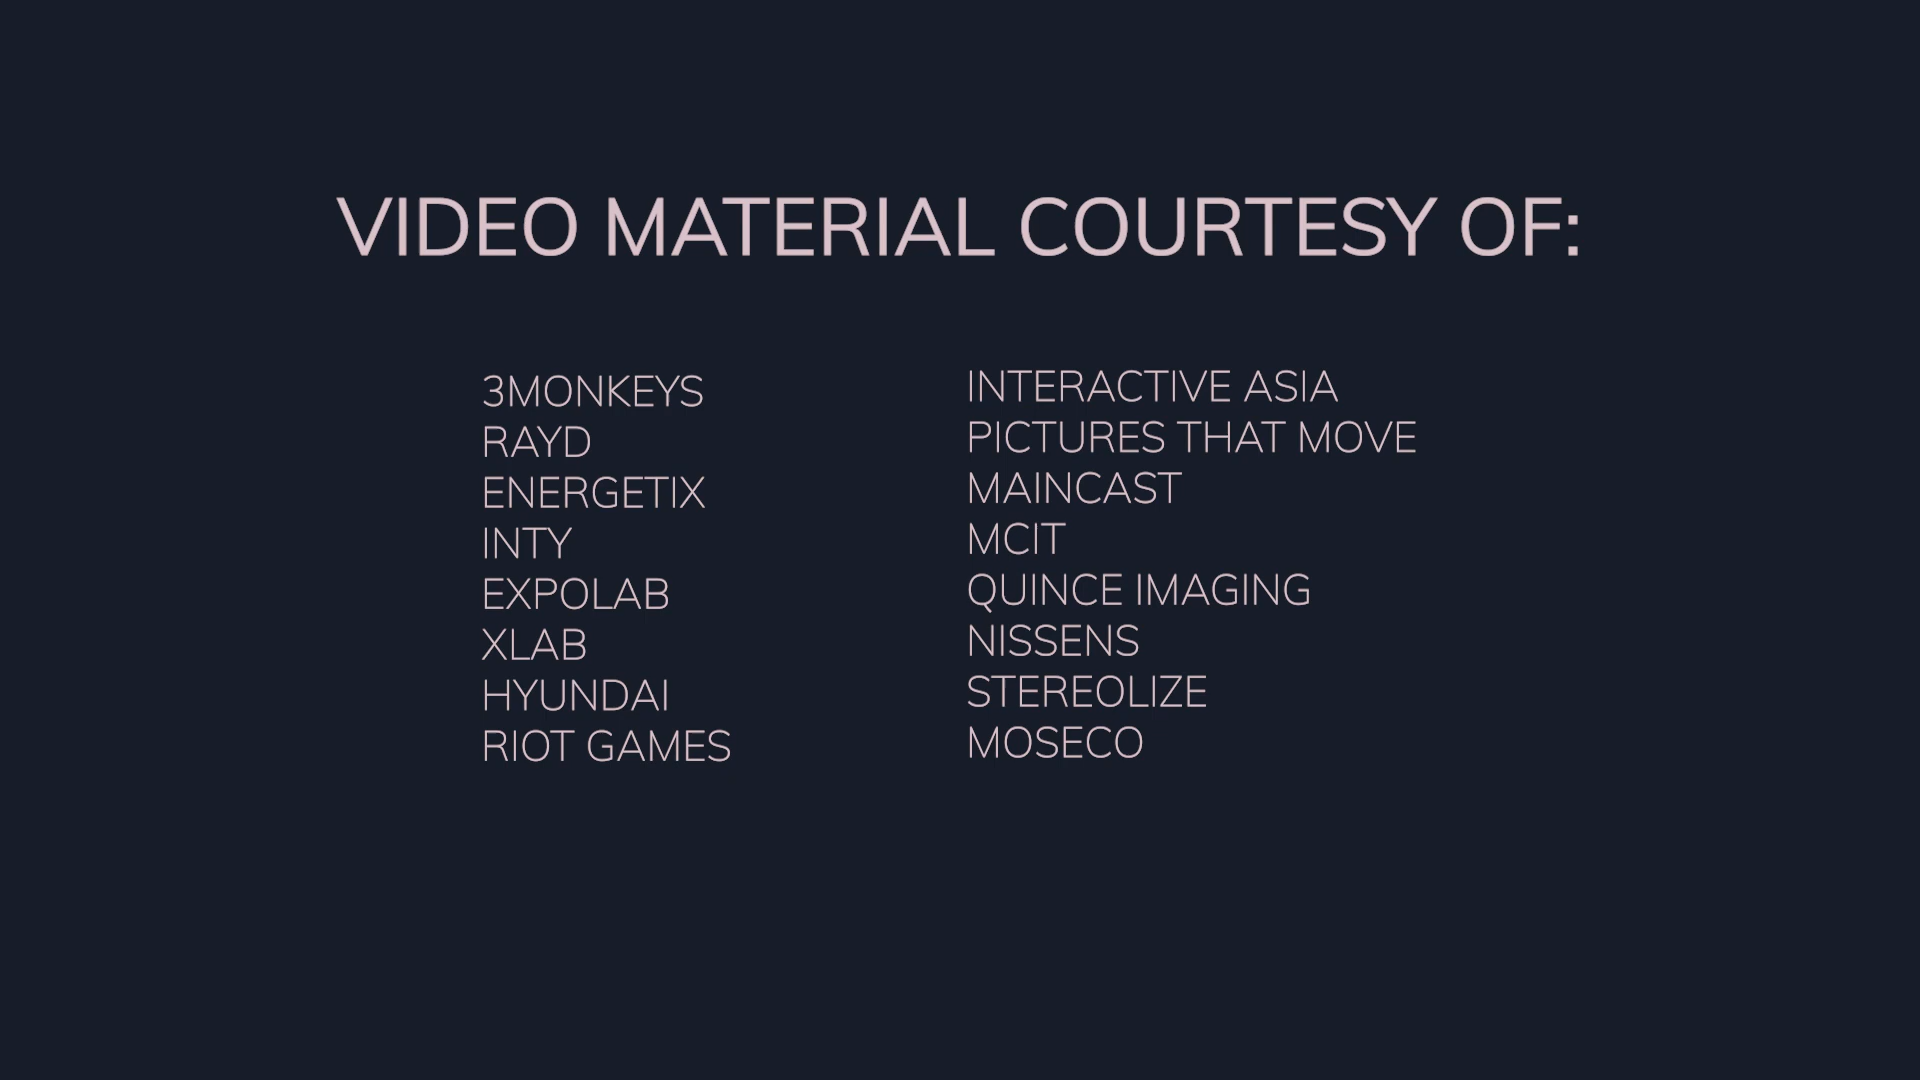 VIDEO MATERIAL COURTESY OF:
3MONKEYS
RAYD
ENERGETIX
INTY
EXPOLAB
XLAB
HYUNDAI
RIOT GAMES
INTERACTIVE ASIA
PICTURES THAT MOVE
MAINCAST
MCIT
QUINCE IMAGING
NISSENS
STEREOLIZE
MOSECO